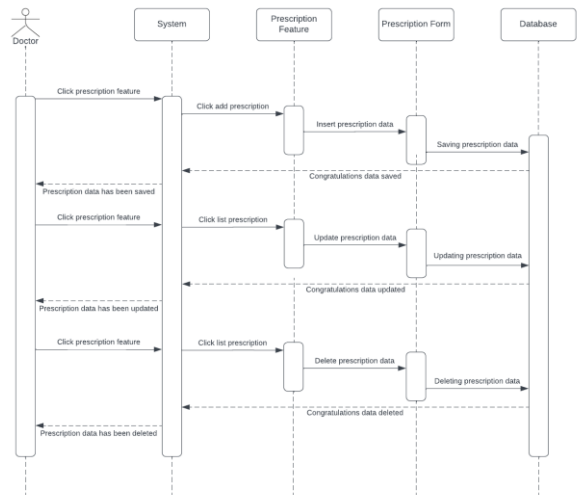 Doctor
System
Prescription
Feature
Prescription Form
Database
Click prescription feature
Click add prescription
Insert prescription data
Saving prescription data
Congratulations data saved
Prescription data has been saved
Click prescription feature
Click list prescription
Update prescription data
Updating prescription data
Congratulations data updated
Prescription data has been updated
Click prescription feature
Click list prescription
Delete prescription data
Deleting prescription data
Congratulations data deleted
Prescription data has been deleted